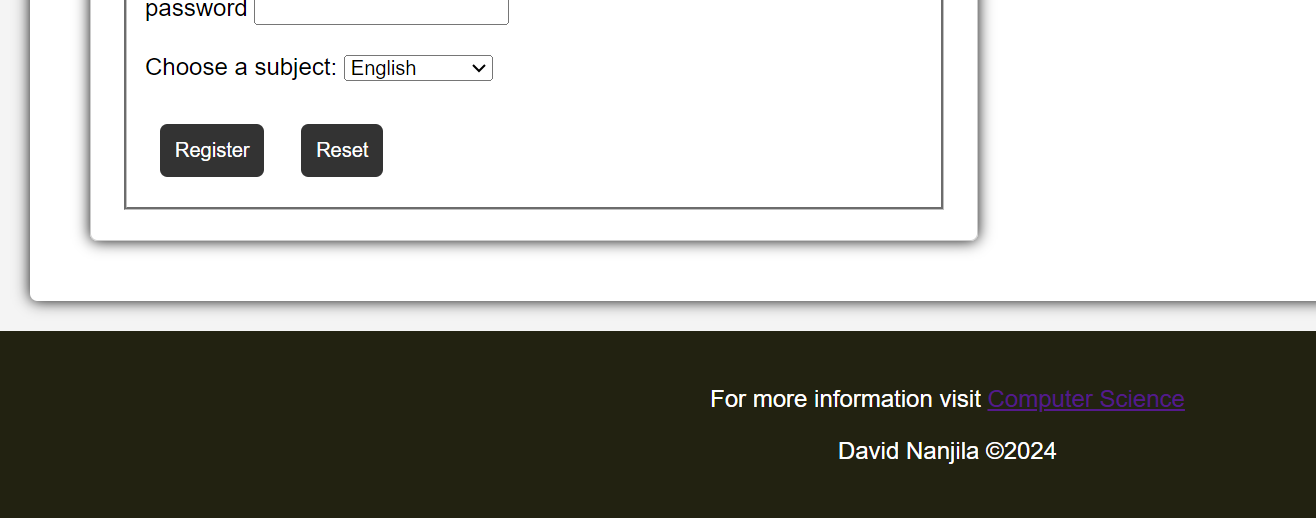 password
Choose a subject: English
Register Reset
For more information visit Computer Science
David Nanjila ©2024